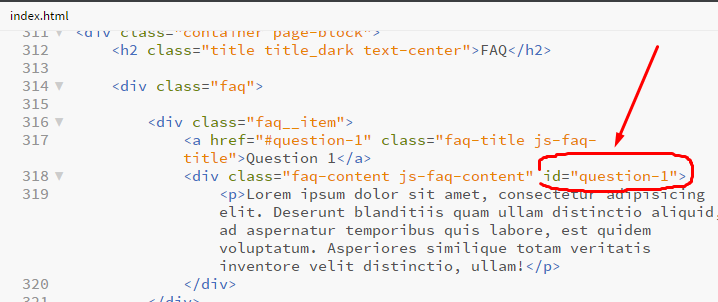 index.html
311 <div class="container page-block">
312 <h2 class="title title_dark text-center">FAQ</h2>
313
314 <div class="faq">
315
316 <div class="faq__item">
317 <a href="#question-1" class="faq-title js-faq-
title">Question 1</a>
318 <div class="faq-content js-faq-content" id="question-1">
319 <p>Lorem ipsum dolor sit amet, consectetur adipisicing
elit. Deserunt blanditiis quam ullam distinctio aliquid,
ad aspernatur temporibus quis labore, est quidem
voluptatum. Asperiores similique totam veritatis
inventore velit distinctio, ullam!</p>
320 </div>
321 </div>